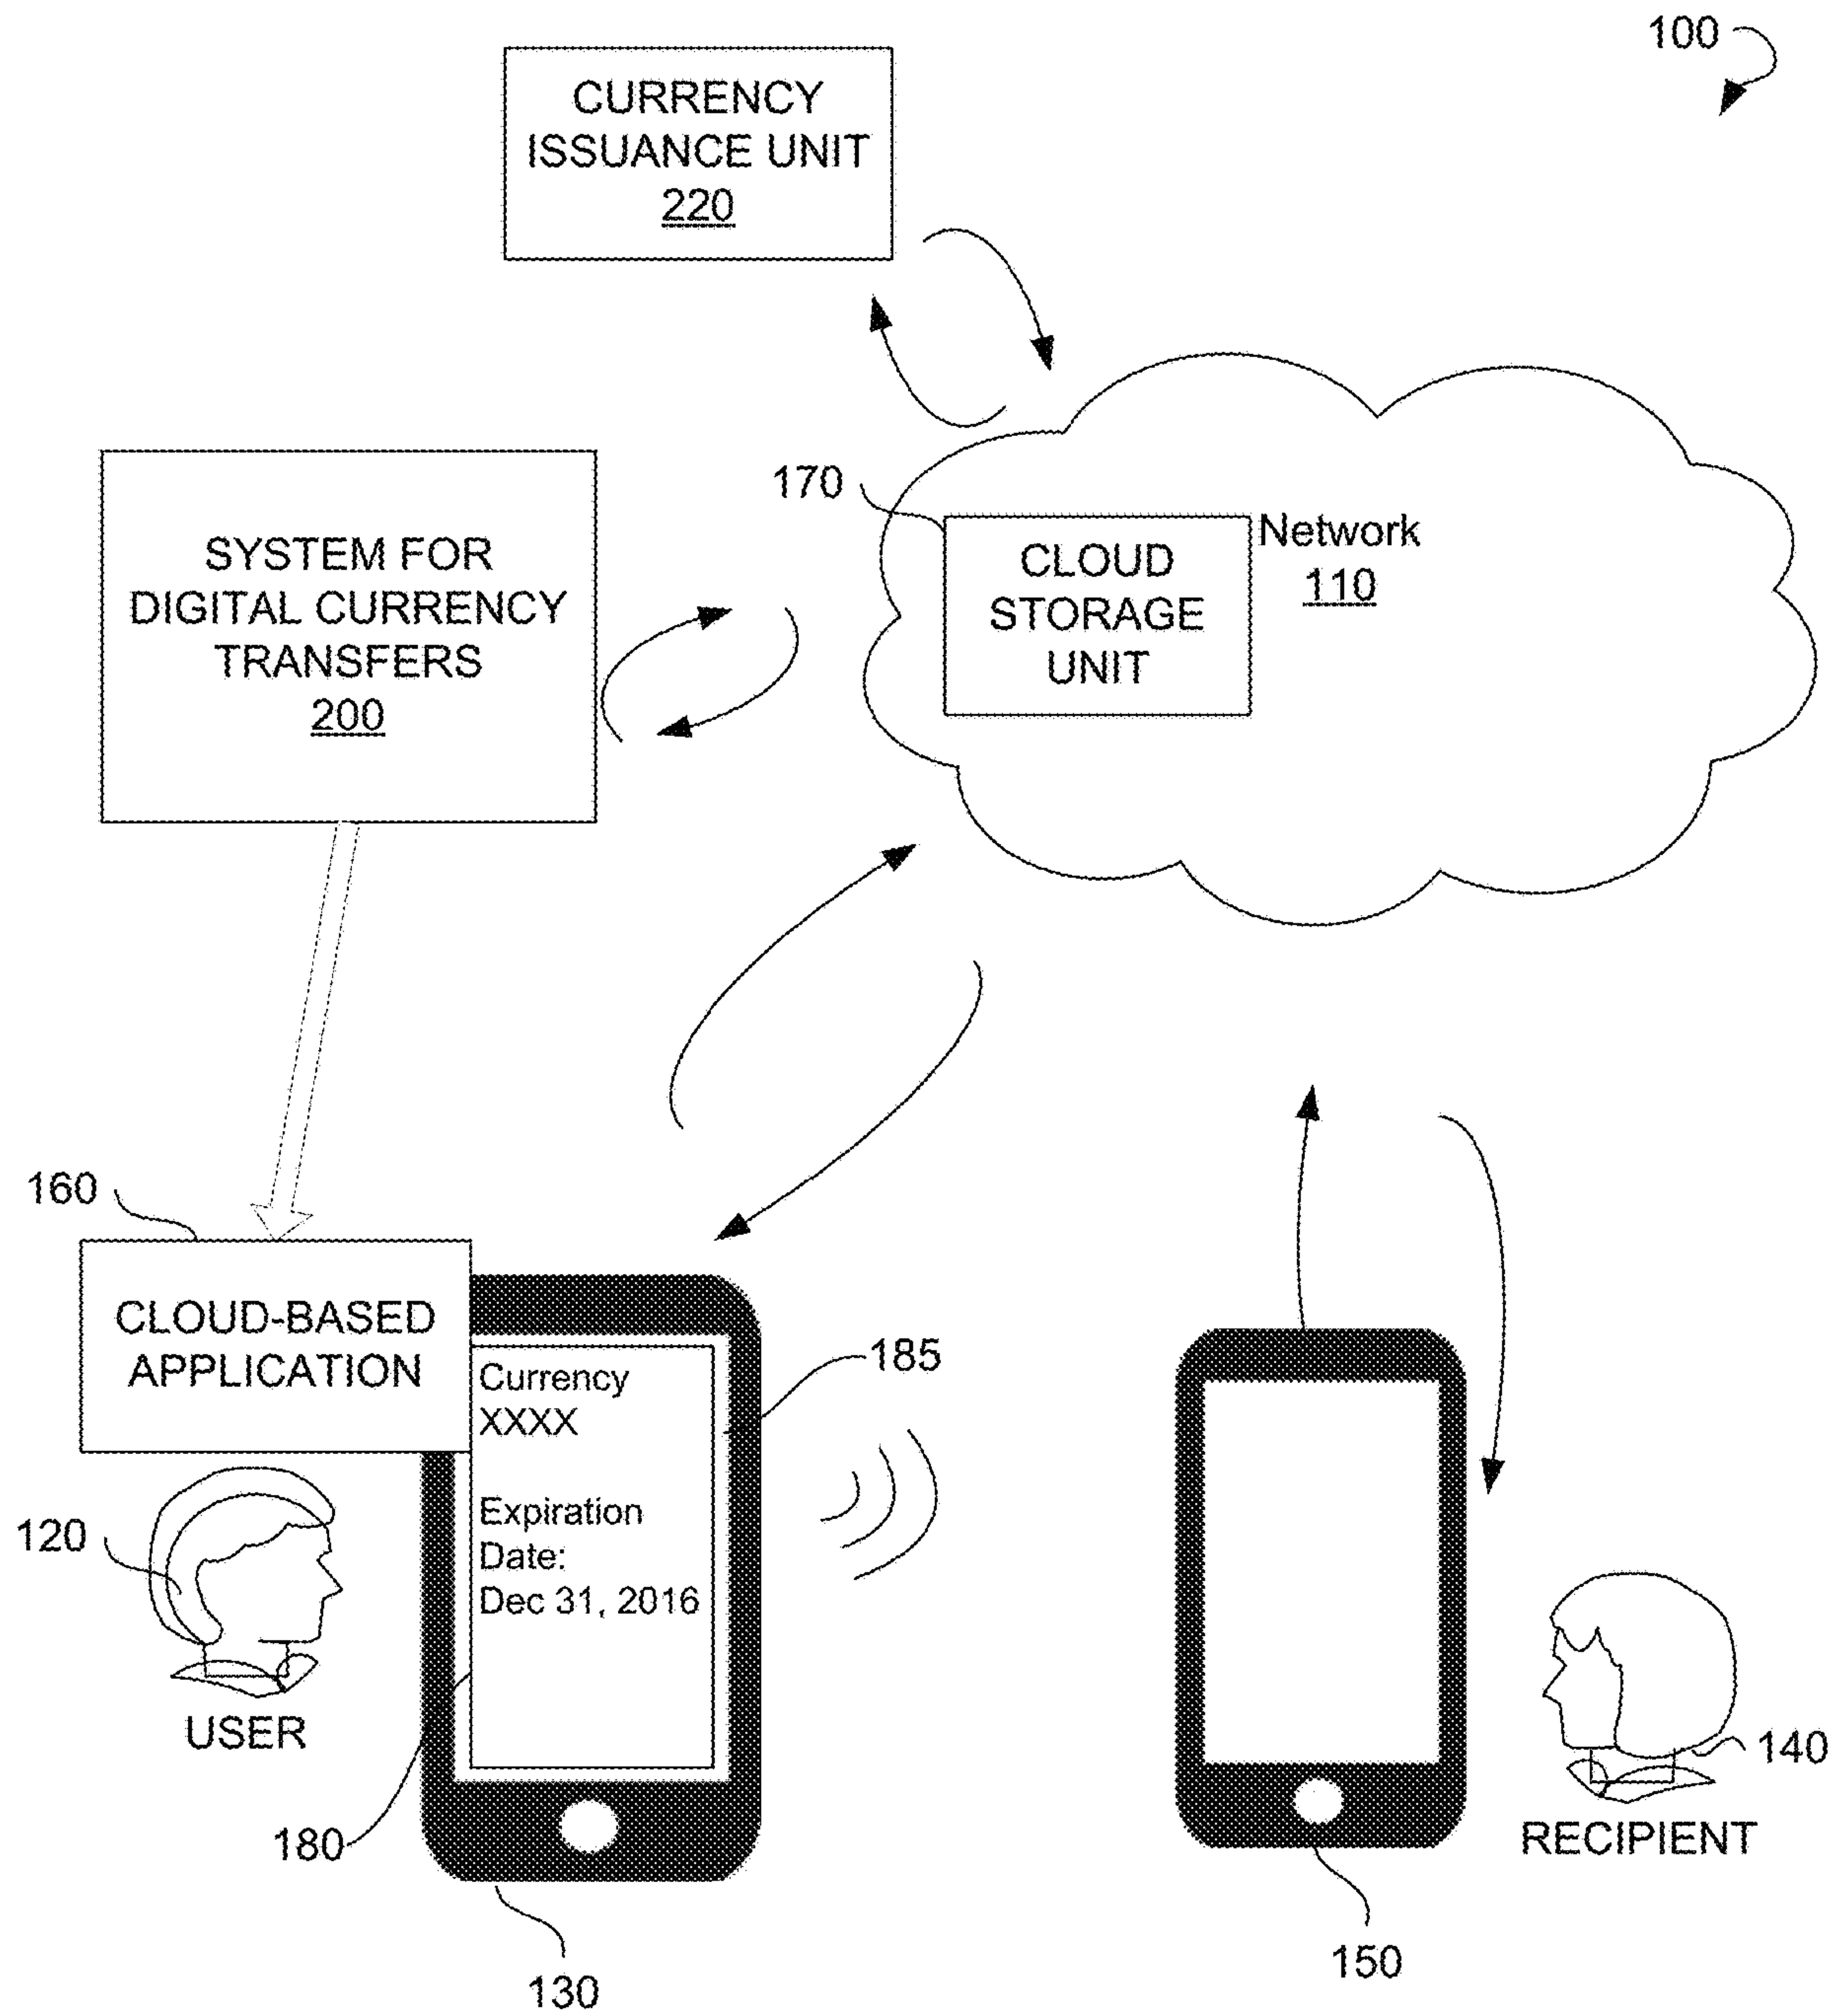 100
CURRENCY
ISSUANCE UNIT
220
170
Network
110
CLOUD
STORAGE
UNIT
SYSTEM FOR
DIGITAL CURRENCY
TRANSFERS
200
160
CLOUD-BASED
APPLICATION
185
Currency
XXXX
Expiration
Date:
Dec 31, 2016
120
USER
180
130
140
RECIPIENT
150